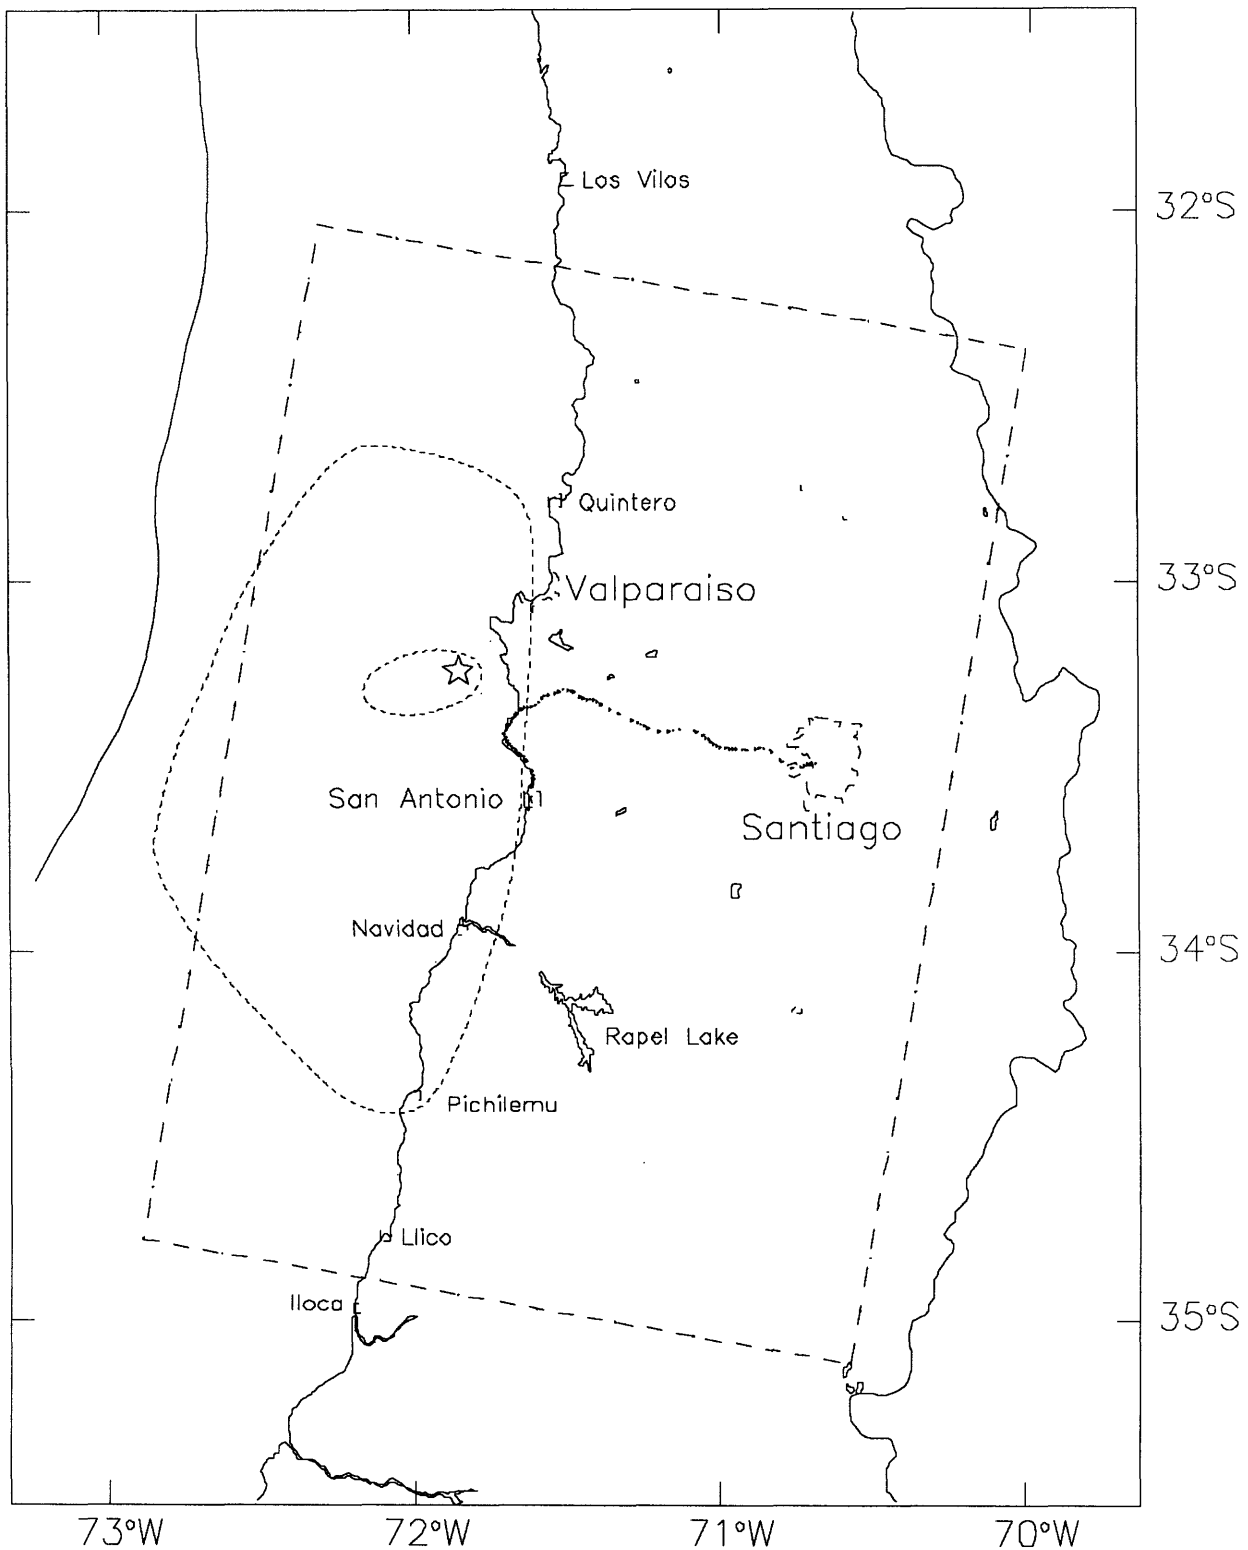 Los Vilos
32°S
Quintero
33°S
Valparaiso
San Antonio
Santiago
Navidad
34°S
Rapel Lake
Pichilemu
Llico
Iloca
35°S
73°W
72°W
71°W
70°W